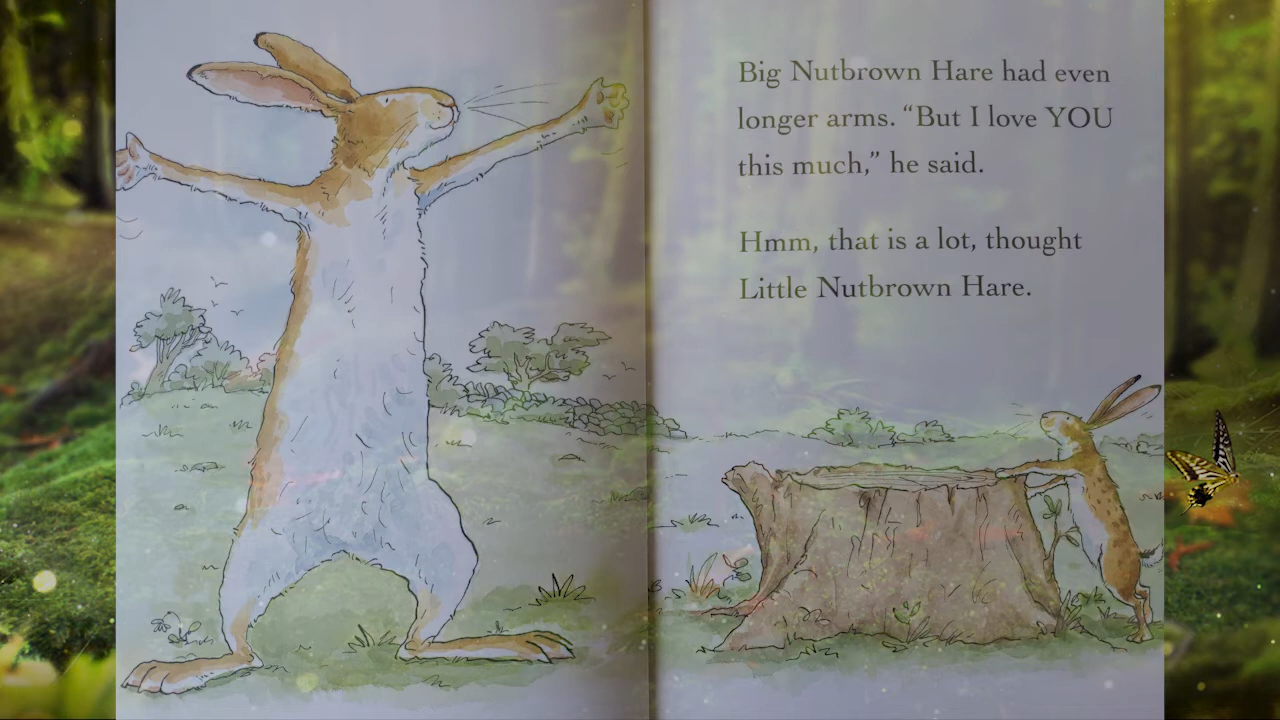 Big Nutbrown Hare had even
longer arms. “But I love YOU
this much,” he said.
Hmm, that is a lot, thought
Little Nutbrown Hare.